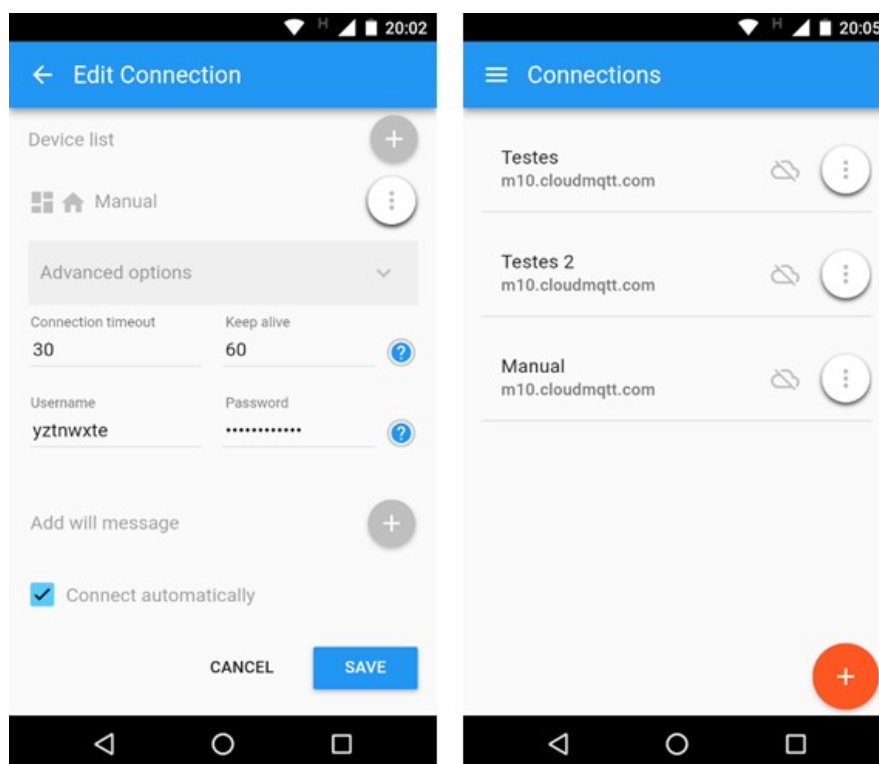 H 20:02
Edit Connection
Device list
Manual
Advanced options
Connection timeout Keep alive
30 60
Username Password
yztnwxte ••••••••••••
Add will message
Connect automatically
CANCEL SAVE
H 20:05
Connections
Testes
m10.cloudmqtt.com
Testes 2
m10.cloudmqtt.com
Manual
m10.cloudmqtt.com